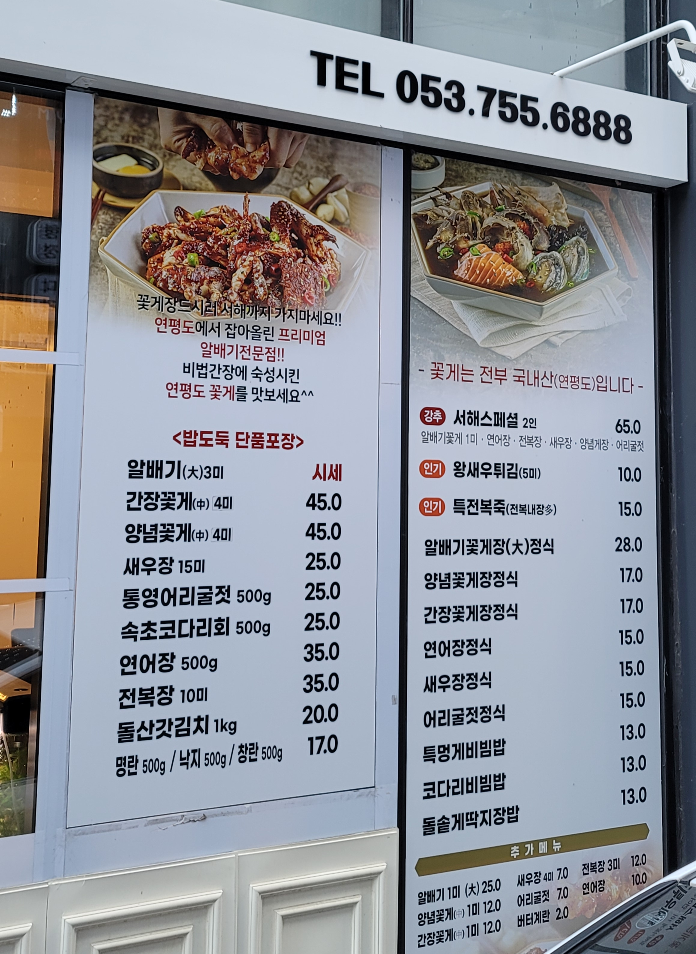 TEL 053.755.6888
꽃게장드시러 서해까지 가지마세요!!
연평도에서 잡아올린 프리미엄
알배기전문점!!
비법간장에 숙성시킨
연평도 꽃게를 맛보세요^^
<밥도둑 단품포장>
알배기(大)3미 시세
간장꽃게(中) 4미 45.0
양념꽃게(中) 4미 45.0
새우장 15미 25.0
통영어리굴젓 500g 25.0
속초코다리회 500g 25.0
연어장 500g 35.0
전복장 10미 35.0
돌산갓김치 1kg 20.0
명란 500g / 낙지 500g / 창란 500g 17.0
- 꽃게는 전부 국내산(연평도)입니다 -
강추 서해스페셜 2인 65.0
알배기꽃게 1미 · 연어장 · 전복장 · 새우장 · 양념게장 · 어리굴젓
인기 왕새우튀김(5미) 10.0
인기 특전복죽(전복내장多) 15.0
알배기꽃게장(大)정식 28.0
양념꽃게장정식 17.0
간장꽃게장정식 17.0
연어장정식 15.0
새우장정식 15.0
어리굴젓정식 15.0
특멍게비빔밥 13.0
코다리비빔밥 13.0
돌솥게딱지장밥 13.0
추가메뉴
알배기 1미 (大) 25.0 새우장 4미 7.0 전복장 3미 12.0
양념꽃게(中) 1미 12.0 어리굴젓 7.0 연어장 10.0
간장꽃게(中) 1미 12.0 버터계란 2.0